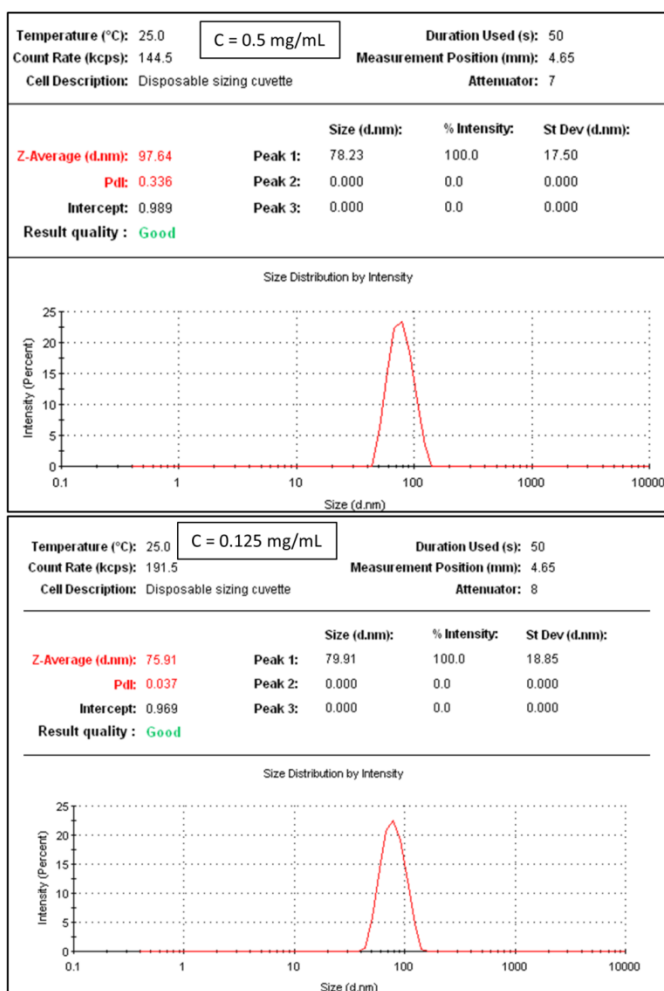 Temperature (°C): 25.0 C = 0.5 mg/mL Duration Used (s): 50
Count Rate (kcps): 144.5 Measurement Position (mm): 4.65
Cell Description: Disposable sizing cuvette Attenuator: 7
Size (d.nm): % Intensity: St Dev (d.nm):
Z-Average (d.nm): 97.64 Peak 1: 78.23 100.0 17.50
PdI: 0.336 Peak 2: 0.000 0.0 0.000
Intercept: 0.989 Peak 3: 0.000 0.0 0.000
Result quality : Good
Size Distribution by Intensity
Intensity (Percent)
25
20
15
10
5
0
0.1 1 10 100 1000 10000
Size (d.nm)
Temperature (°C): 25.0 C = 0.125 mg/mL Duration Used (s): 50
Count Rate (kcps): 191.5 Measurement Position (mm): 4.65
Cell Description: Disposable sizing cuvette Attenuator: 8
Size (d.nm): % Intensity: St Dev (d.nm):
Z-Average (d.nm): 75.91 Peak 1: 79.91 100.0 18.85
PdI: 0.037 Peak 2: 0.000 0.0 0.000
Intercept: 0.969 Peak 3: 0.000 0.0 0.000
Result quality : Good
Size Distribution by Intensity
Intensity (Percent)
25
20
15
10
5
0
0.1 1 10 100 1000 10000
Size (d.nm)